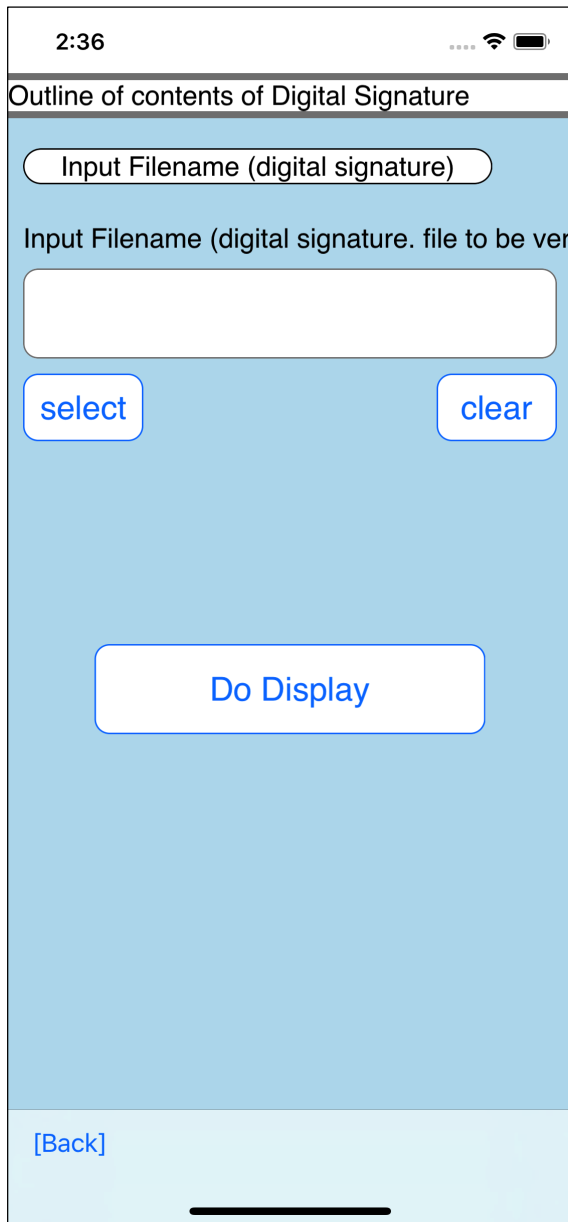 2:36
Outline of contents of Digital Signature
Input Filename (digital signature)
Input Filename (digital signature. file to be ver
select clear
Do Display
[Back]